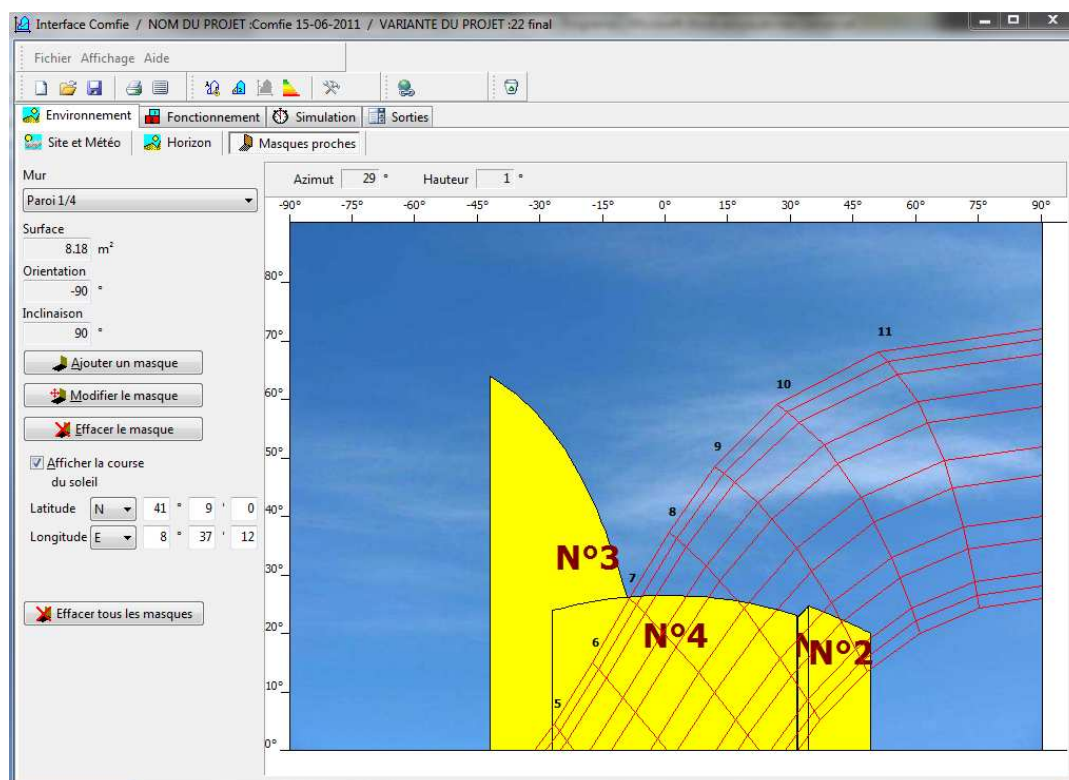 Interface Comfie / NOM DU PROJET :Comfie 15-06-2011 / VARIANTE DU PROJET :22 final
Fichier Affichage Aide
Environnement Fonctionnement Simulation Sorties
Site et Météo Horizon Masques proches
Mur
Paroi 1/4
Surface
8.18 m²
Orientation
-90 °
Inclinaison
90 °
Ajouter un masque
Modifier le masque
Effacer le masque
Afficher la course
du soleil
Latitude N 41 ° 9 ' 0
Longitude E 8 ° 37 ' 12
Effacer tous les masques
Azimut 29 ° Hauteur 1 °
-90° -75° -60° -45° -30° -15° 0° 15° 30° 45° 60° 75° 90°
80°
70°
60°
50°
40°
30°
20°
10°
0°
11
10
9
8
7
6
5
Nº3
Nº4
N
Nº2